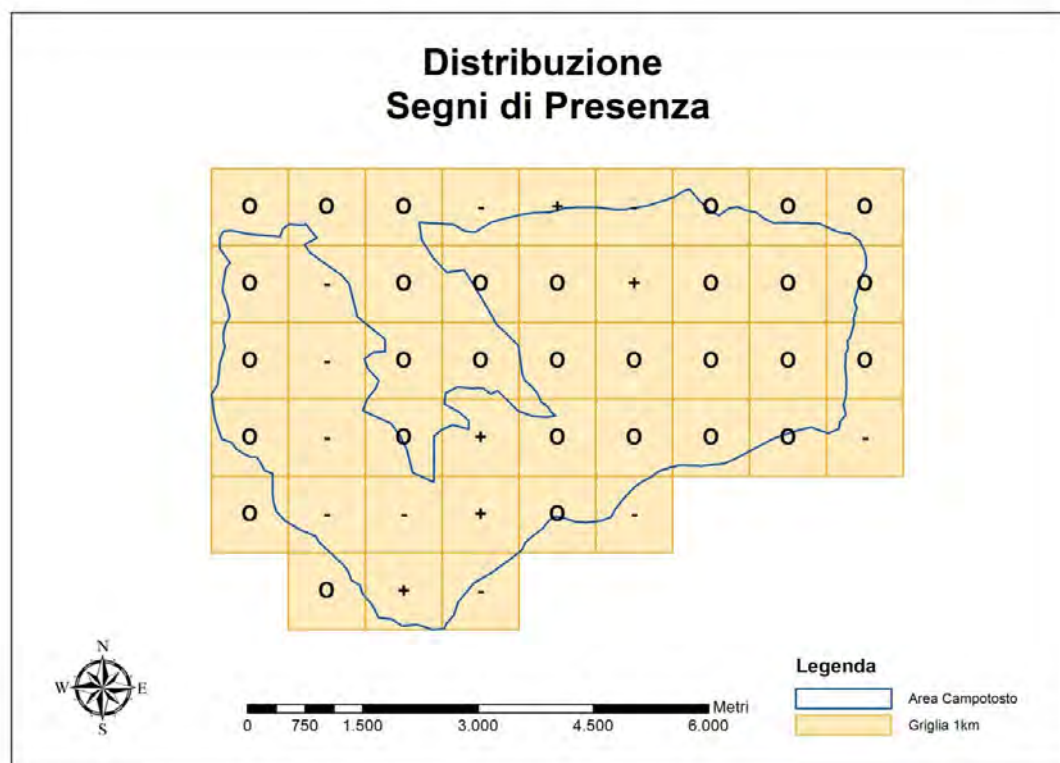 Distribuzione
Segni di Presenza
O O O - + - O O O
O - O O O + O O O
O - O O O O O O O
O - O + O O O O -
O - - + O -
O + -
N
W E
S
Metri
0 750 1.500 3.000 4.500 6.000
Legenda
Area Campotosto
Griglia 1km